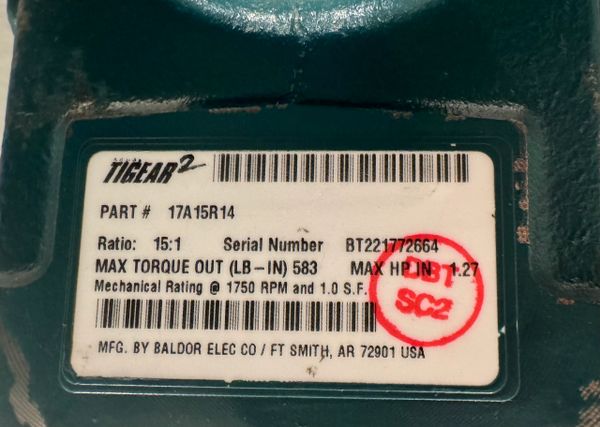 TIGEAR 2
PART # 17A15R14
Ratio: 15:1 Serial Number BT221772664
MAX TORQUE OUT (LB-IN) 583 MAX HP IN 1.27
Mechanical Rating @ 1750 RPM and 1.0 S.F.
SC2
MFG. BY BALDOR ELEC CO / FT SMITH, AR 72901 USA